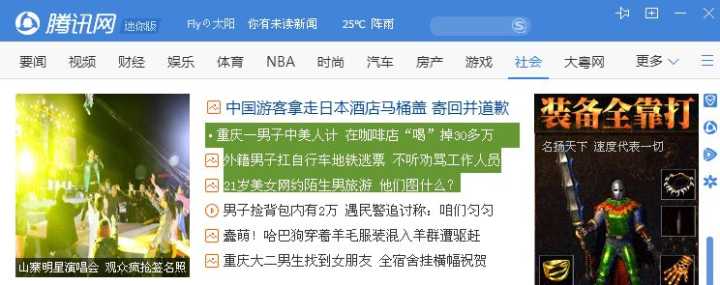 腾讯网 迷你版 Flyの太阳 你有未读新闻 25℃ 阵雨
要闻 视频 财经 娱乐 体育 NBA 时尚 汽车 房产 游戏 社会 大粤网 更多
中国游客拿走日本酒店马桶盖 寄回并道歉
·重庆一男子中美人计 在咖啡店“喝”掉30多万
外籍男子扛自行车地铁逃票 不听劝骂工作人员
21岁美女网约陌生男旅游 他们图什么?
男子捡背包内有2万 遇民警追讨称：咱们匀匀
蠢萌！哈巴狗穿着羊毛服装混入羊群遭驱赶
重庆大二男生找到女朋友 全宿舍挂横幅祝贺
山寨明星演唱会 观众疯抢签名照
装备全靠打
名扬天下 速度代表一切